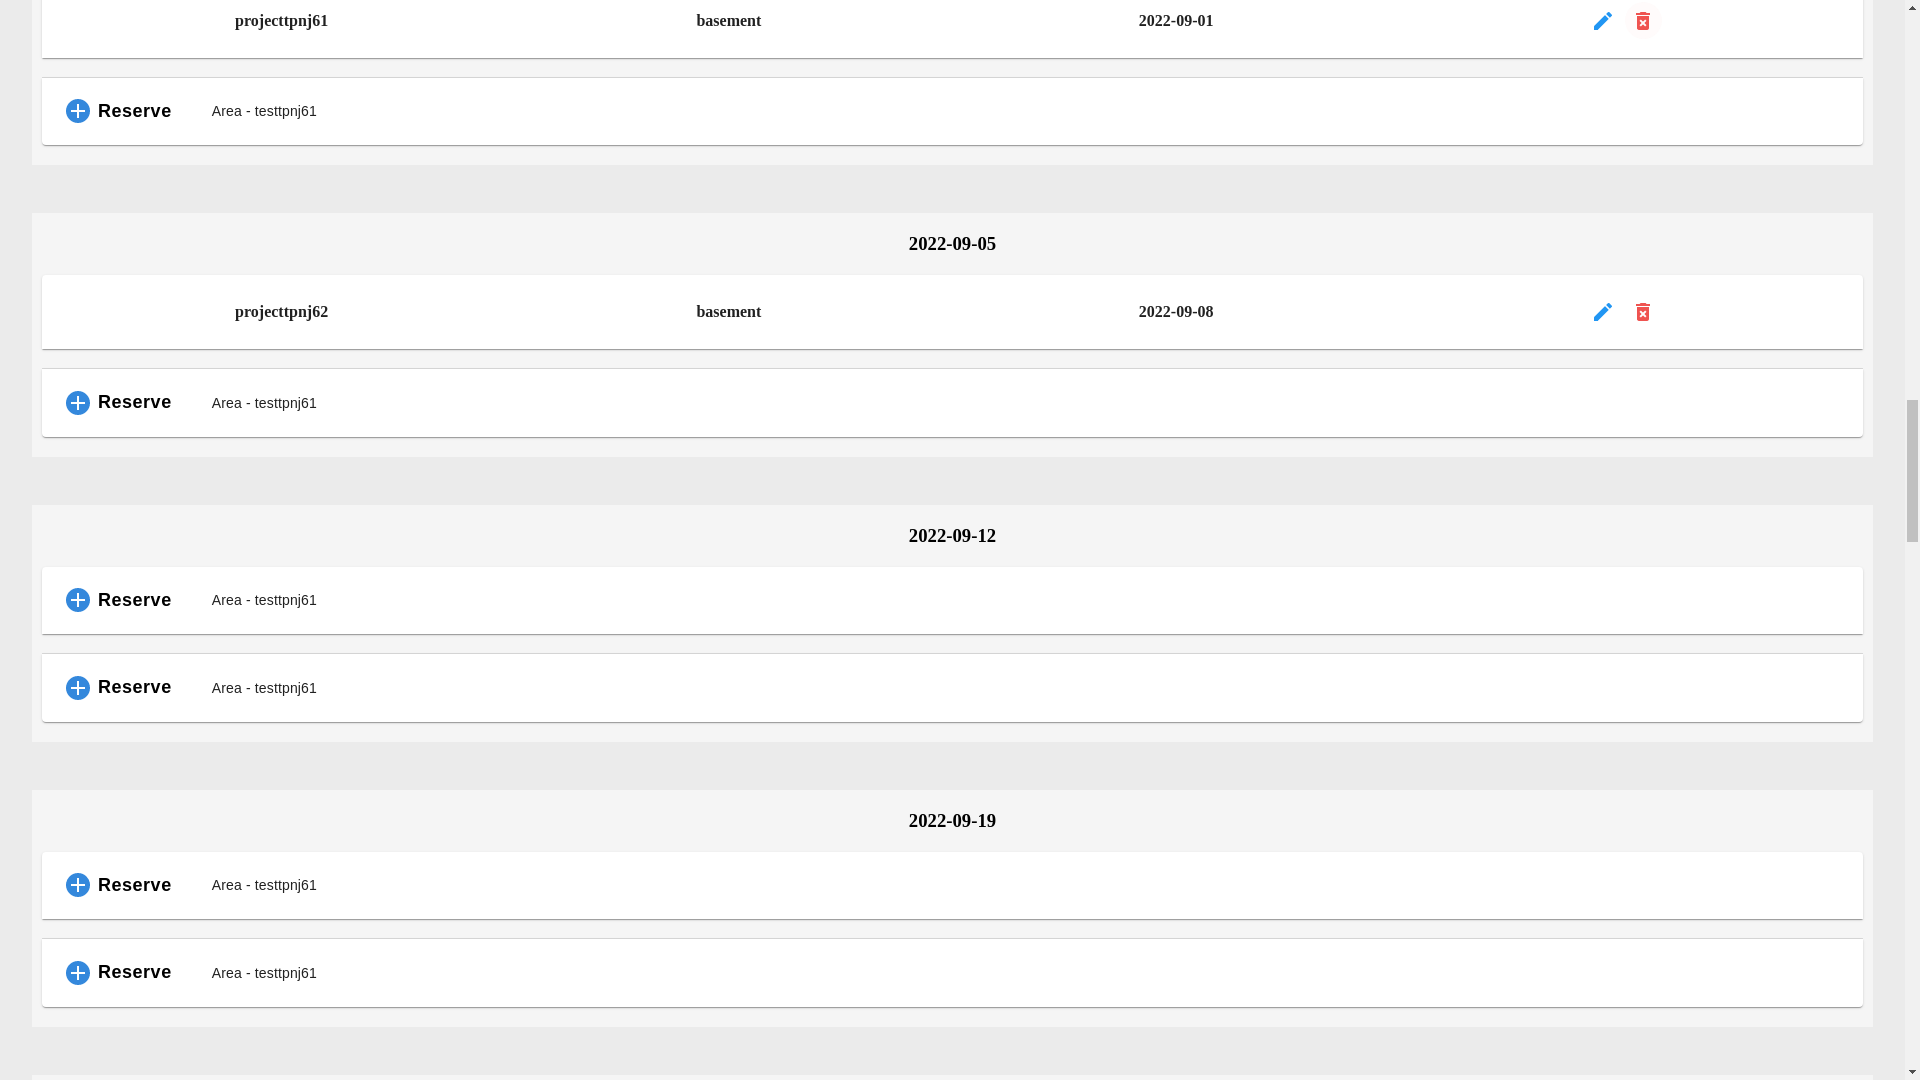 projecttpnj61 basement 2022-09-01
Reserve Area - testtpnj61
2022-09-05
projecttpnj62 basement 2022-09-08
Reserve Area - testtpnj61
2022-09-12
Reserve Area - testtpnj61
Reserve Area - testtpnj61
2022-09-19
Reserve Area - testtpnj61
Reserve Area - testtpnj61